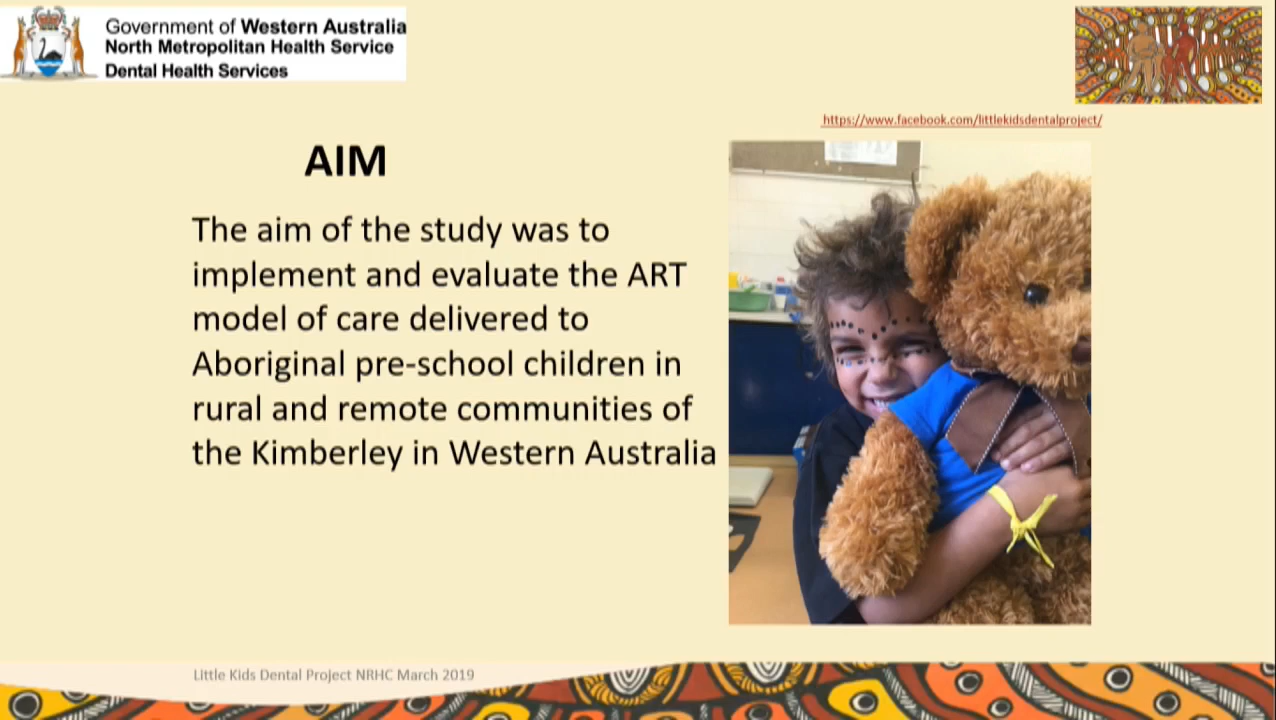 Government of Western Australia
North Metropolitan Health Service
Dental Health Services
https://www.facebook.com/littlekidsdentalproject/
AIM
The aim of the study was to
implement and evaluate the ART
model of care delivered to
Aboriginal pre-school children in
rural and remote communities of
the Kimberley in Western Australia
Little Kids Dental Project NRHC March 2019